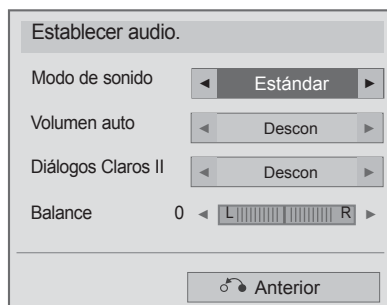 Establecer audio.
Modo de sonido ◄ Estándar ►
Volumen auto ◄ Descon ►
Diálogos Claros II ◄ Descon ►
Balance 0 ◄ L R ►
Anterior